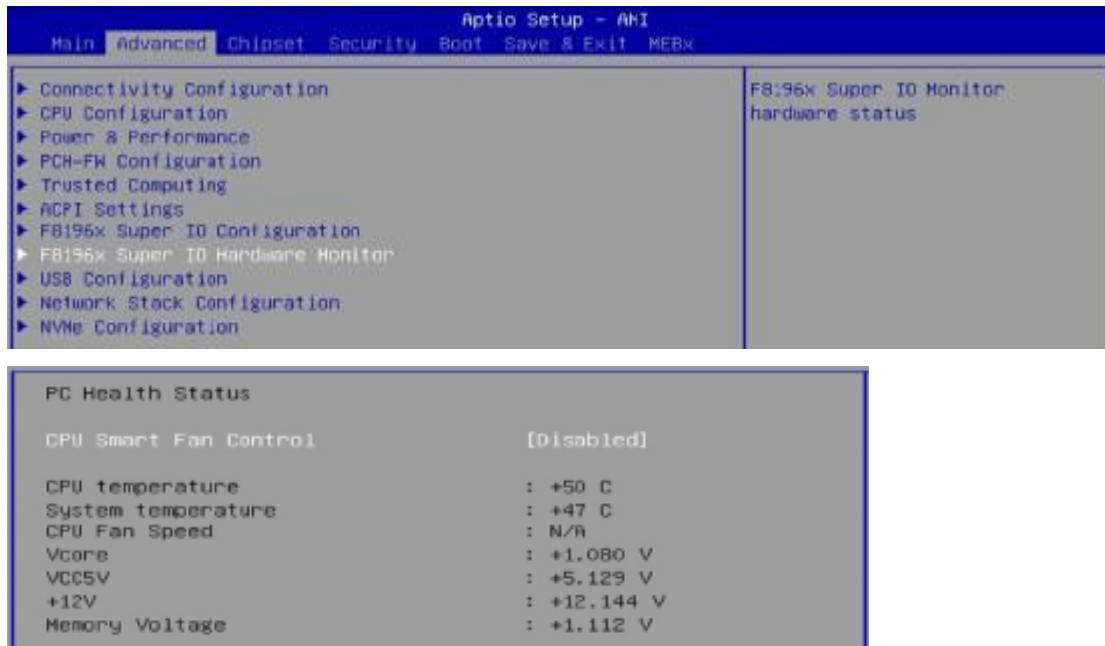 Aptio Setup - AMI
Main Advanced Chipset Security Boot Save & Exit MEBx
▶ Connectivity Configuration
▶ CPU Configuration
▶ Power & Performance
▶ PCH-FW Configuration
▶ Trusted Computing
▶ ACPI Settings
▶ F8196x Super IO Configuration
▶ F8196x Super IO Hardware Monitor
▶ USB Configuration
▶ Network Stack Configuration
▶ NVMe Configuration
F8196x Super IO Monitor
hardware status
PC Health Status
CPU Smart Fan Control [Disabled]
CPU temperature : +50 C
System temperature : +47 C
CPU Fan Speed : N/A
Vcore : +1.080 V
VCC5V : +5.129 V
+12V : +12.144 V
Memory Voltage : +1.112 V